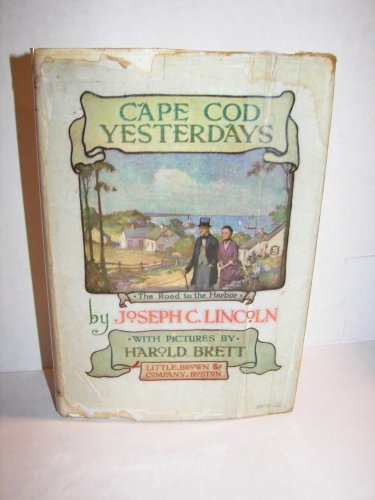 CAPE COD
YESTERDAYS
· The Road to the Harbor ·
by JOSEPH C. LINCOLN
· WITH PICTURES BY ·
HAROLD BRETT
LITTLE, BROWN &
COMPANY, BOSTON